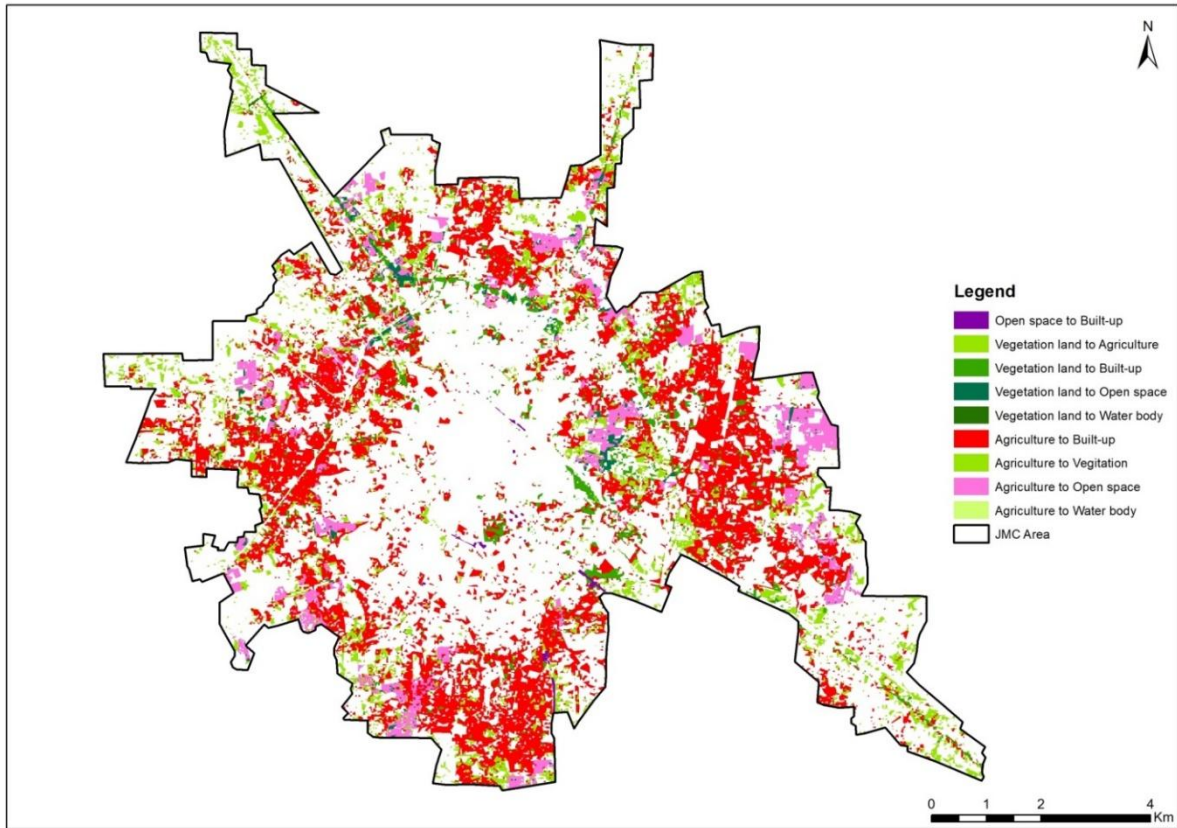 N
Legend
Open space to Built-up
Vegetation land to Agriculture
Vegetation land to Built-up
Vegetation land to Open space
Vegetation land to Water body
Agriculture to Built-up
Agriculture to Vegitation
Agriculture to Open space
Agriculture to Water body
JMC Area
0 1 2 4
Km